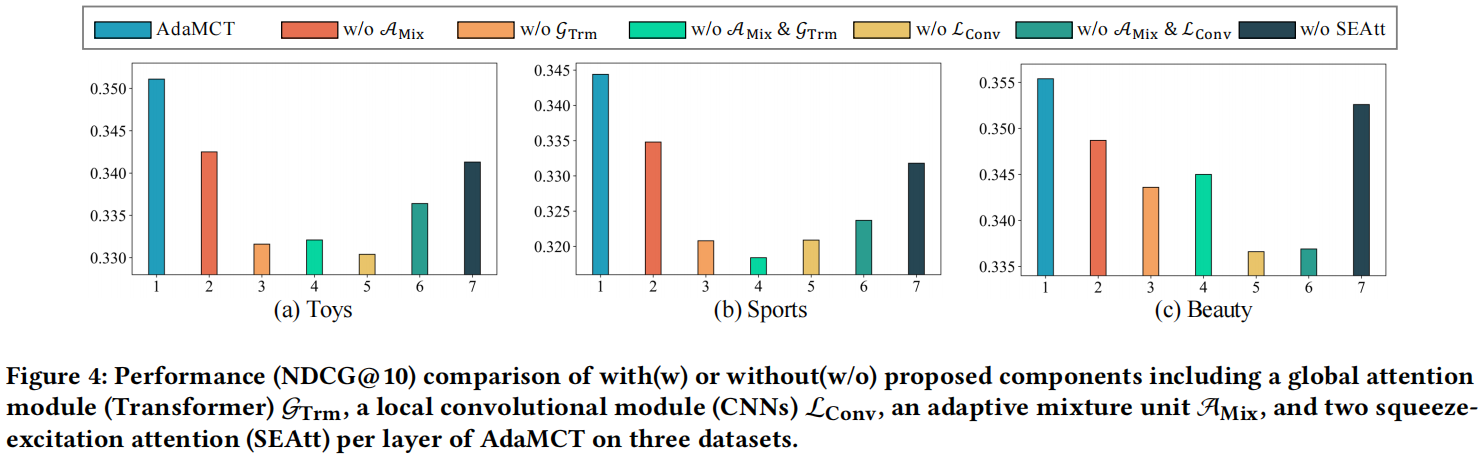 AdaMCT w/o 𝒜Mix w/o 𝒢Trm w/o 𝒜Mix & 𝒢Trm w/o ℒConv w/o 𝒜Mix & ℒConv w/o SEAtt
0.350
0.345
0.340
0.335
0.330
1 2 3 4 5 6 7
(a) Toys
0.345
0.340
0.335
0.330
0.325
0.320
1 2 3 4 5 6 7
(b) Sports
0.355
0.350
0.345
0.340
0.335
1 2 3 4 5 6 7
(c) Beauty
Figure 4: Performance (NDCG@10) comparison of with(w) or without(w/o) proposed components including a global attention
module (Transformer) 𝒢Trm, a local convolutional module (CNNs) ℒConv, an adaptive mixture unit 𝒜Mix, and two squeeze-
excitation attention (SEAtt) per layer of AdaMCT on three datasets.